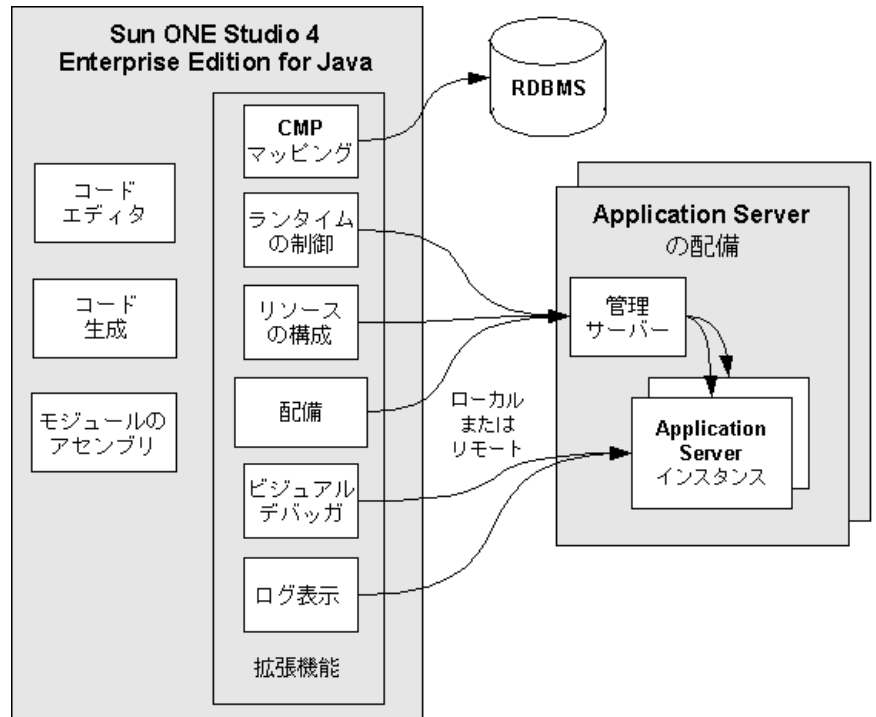 Sun ONE Studio 4
Enterprise Edition for Java
コード
エディタ
コード
生成
モジュールの
アセンブリ
CMP
マッピング
ランタイム
の制御
リソース
の構成
配備
ビジュアル
デバッガ
ログ表示
拡張機能
RDBMS
ローカル
または
リモート
Application Server
の配備
管理
サーバー
Application
Server
インスタンス